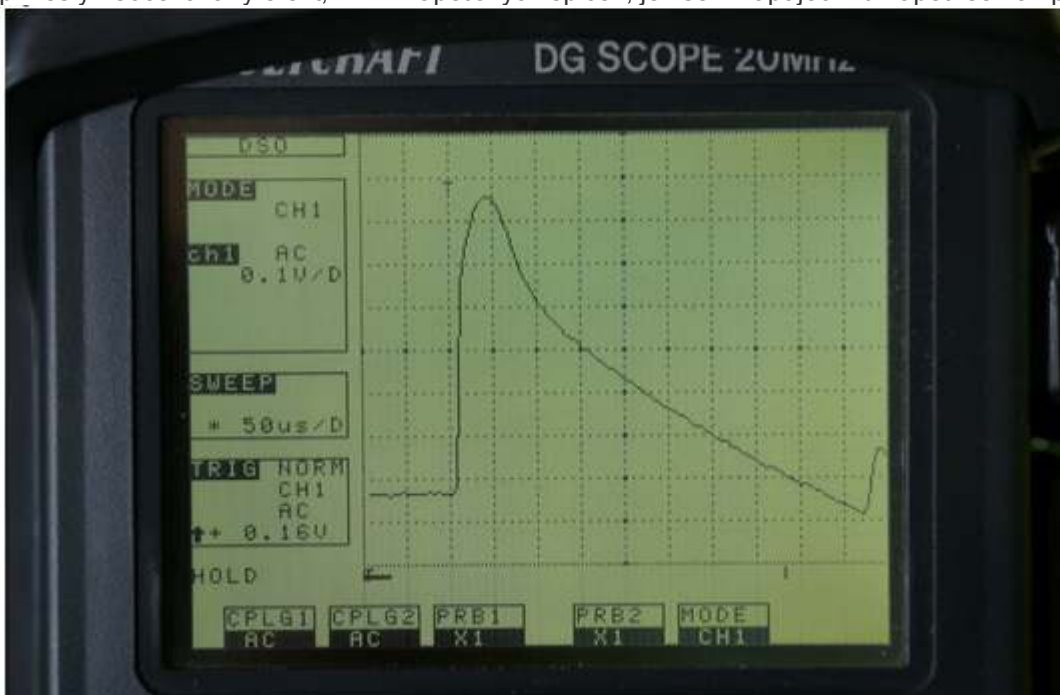 DG SCOPE 20MHz
DSO
MODE
CH1
ch1 AC
0.1V/D
SWEEP
* 50us/D
TRIG NORM
CH1
AC
+ 0.16V
HOLD
CPLG1 CPLG2 PRB1 PRB2 MODE
AC AC X1 X1 CH1